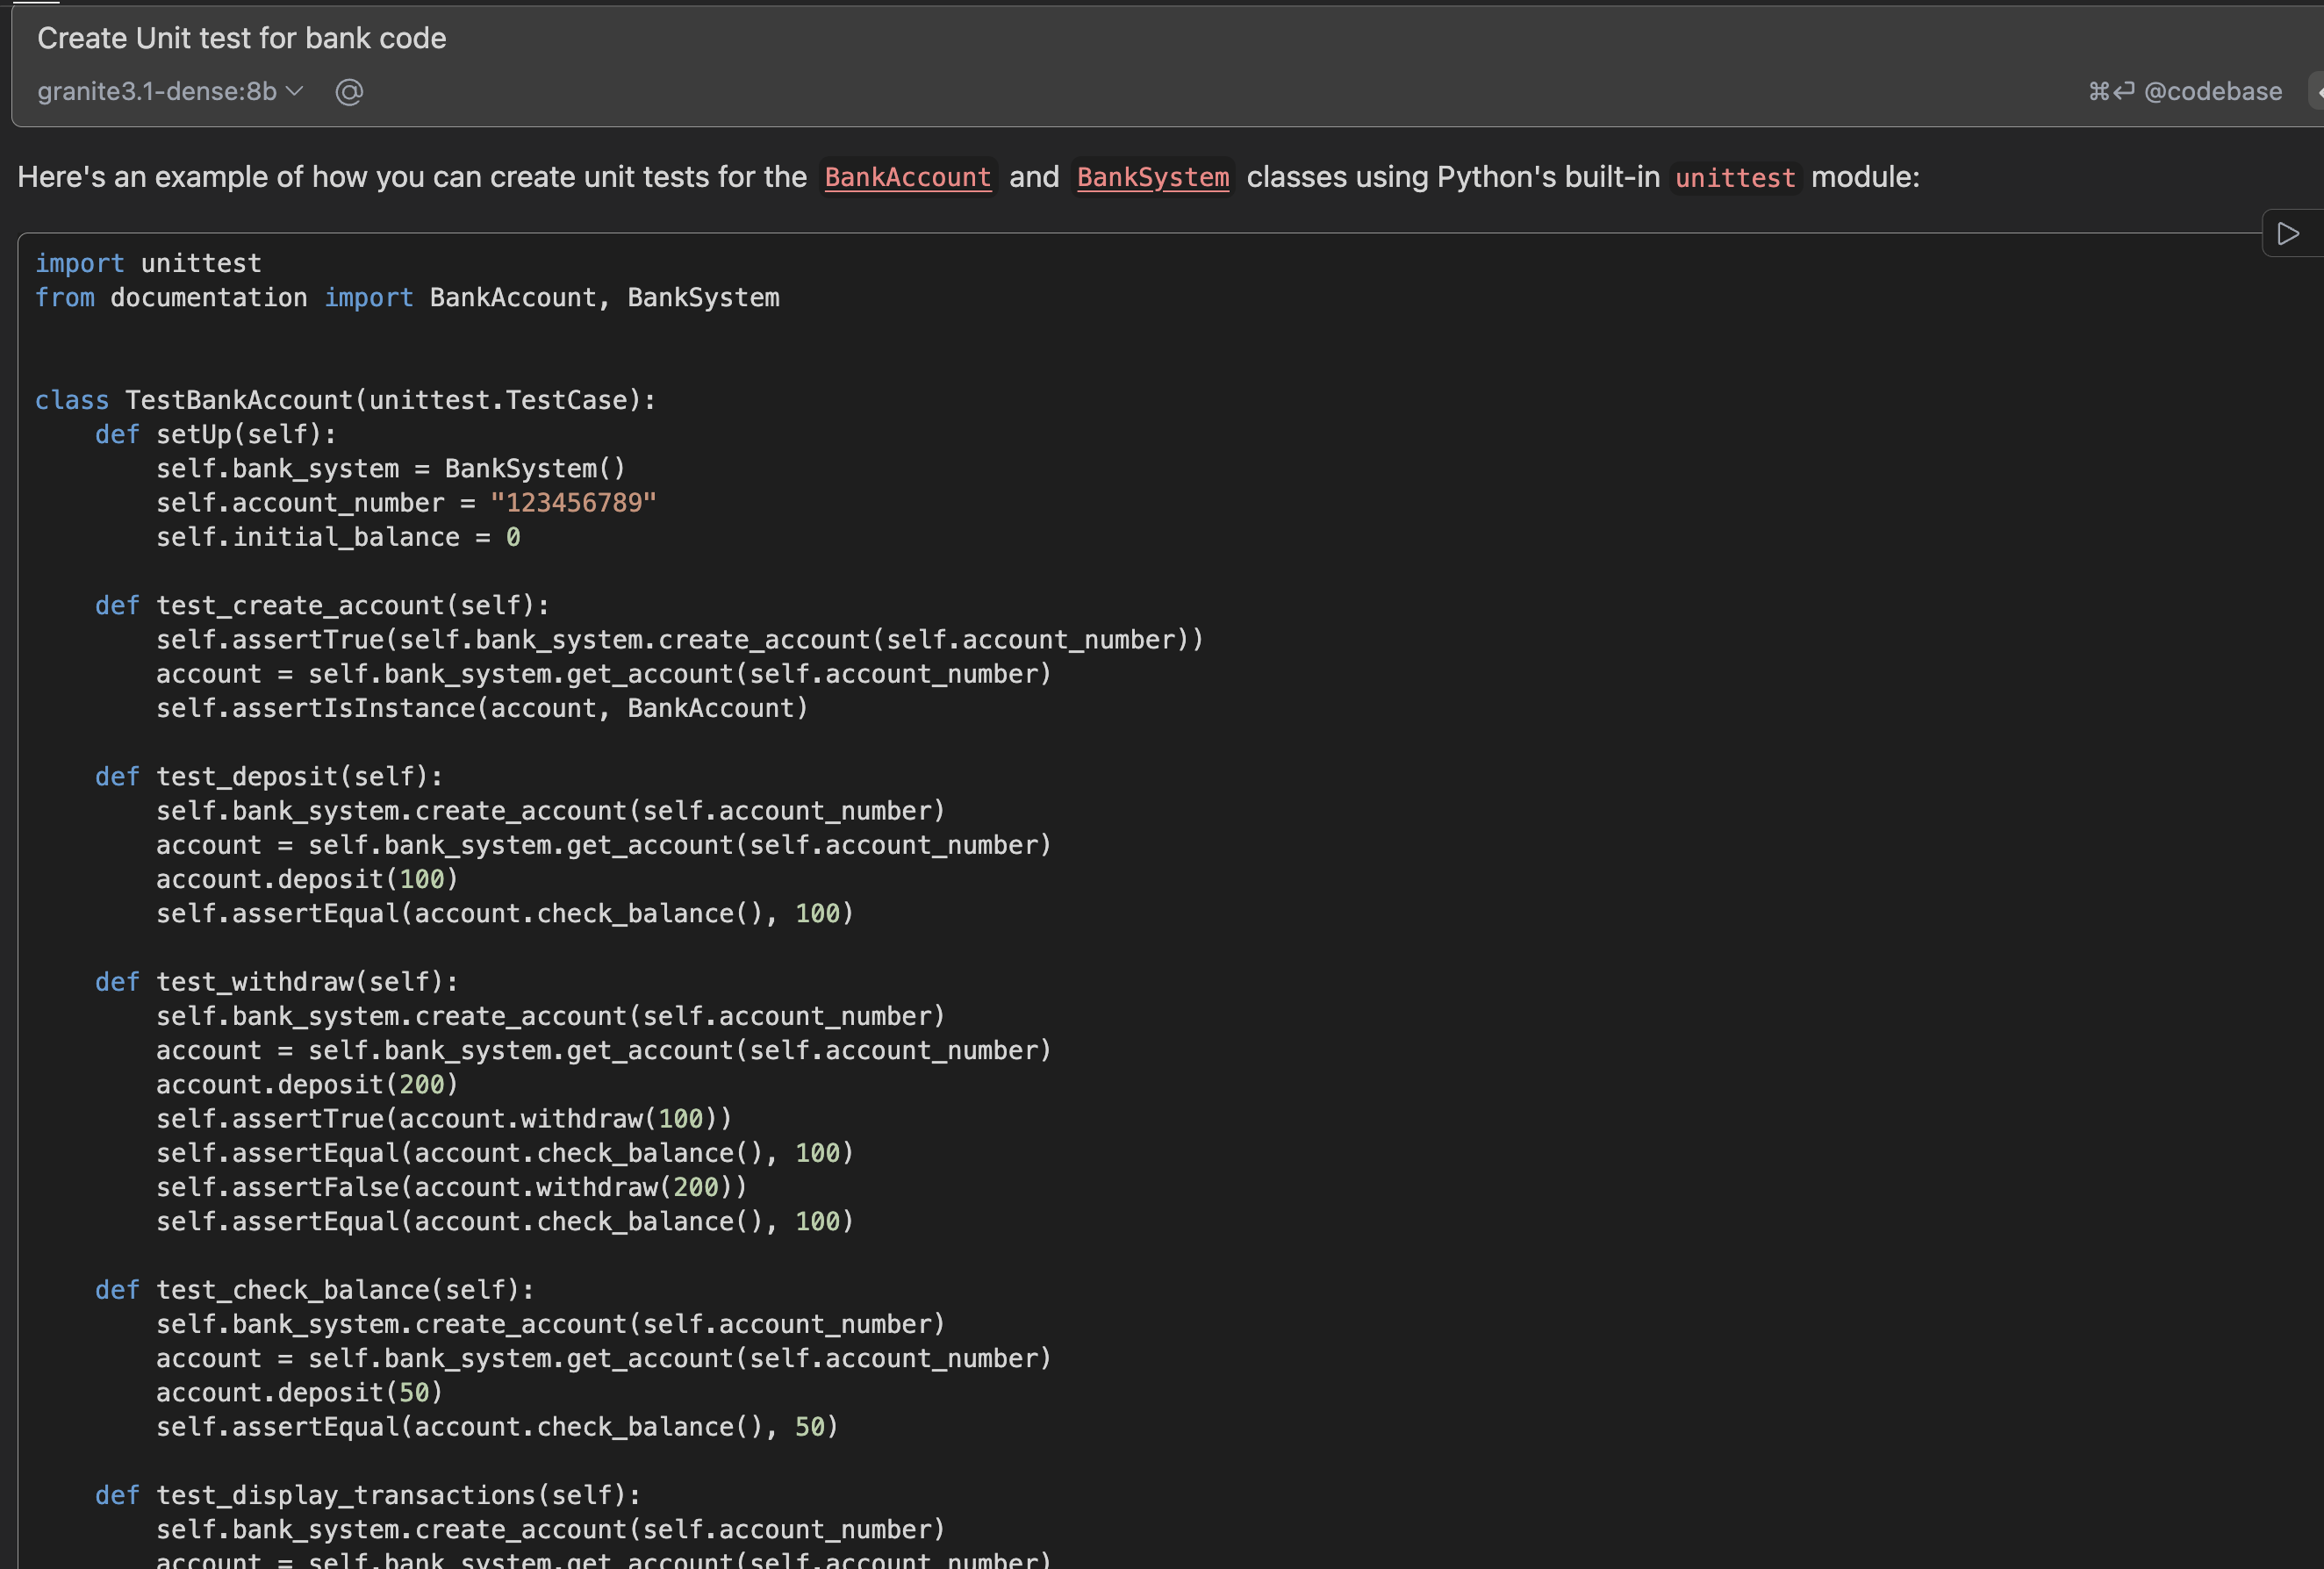 Create Unit test for bank code
granite3.1-dense:8b @ ⌘⏎ @codebase
Here's an example of how you can create unit tests for the BankAccount and BankSystem classes using Python's built-in unittest module:
import unittest
from documentation import BankAccount, BankSystem
class TestBankAccount(unittest.TestCase):
    def setUp(self):
        self.bank_system = BankSystem()
        self.account_number = "123456789"
        self.initial_balance = 0
    def test_create_account(self):
        self.assertTrue(self.bank_system.create_account(self.account_number))
        account = self.bank_system.get_account(self.account_number)
        self.assertIsInstance(account, BankAccount)
    def test_deposit(self):
        self.bank_system.create_account(self.account_number)
        account = self.bank_system.get_account(self.account_number)
        account.deposit(100)
        self.assertEqual(account.check_balance(), 100)
    def test_withdraw(self):
        self.bank_system.create_account(self.account_number)
        account = self.bank_system.get_account(self.account_number)
        account.deposit(200)
        self.assertTrue(account.withdraw(100))
        self.assertEqual(account.check_balance(), 100)
        self.assertFalse(account.withdraw(200))
        self.assertEqual(account.check_balance(), 100)
    def test_check_balance(self):
        self.bank_system.create_account(self.account_number)
        account = self.bank_system.get_account(self.account_number)
        account.deposit(50)
        self.assertEqual(account.check_balance(), 50)
    def test_display_transactions(self):
        self.bank_system.create_account(self.account_number)
        account = self.bank_system.get_account(self.account_number)